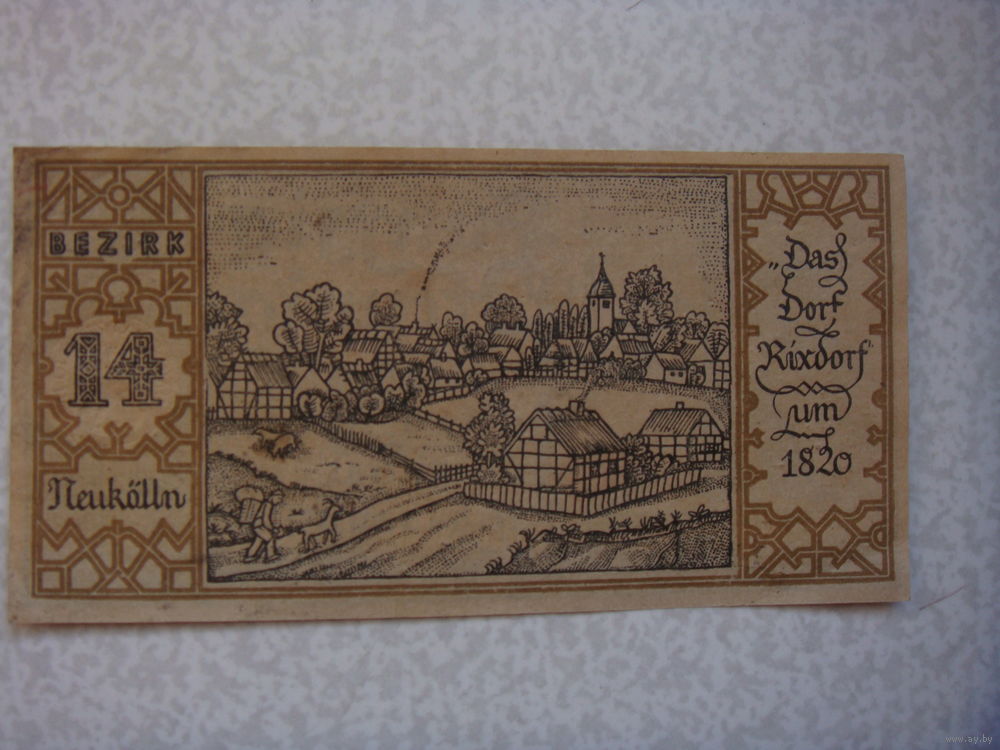 BEZIRK
14
Neukölln
„Das
Dorf
Rixdorf“
um
1820
www.ay.by